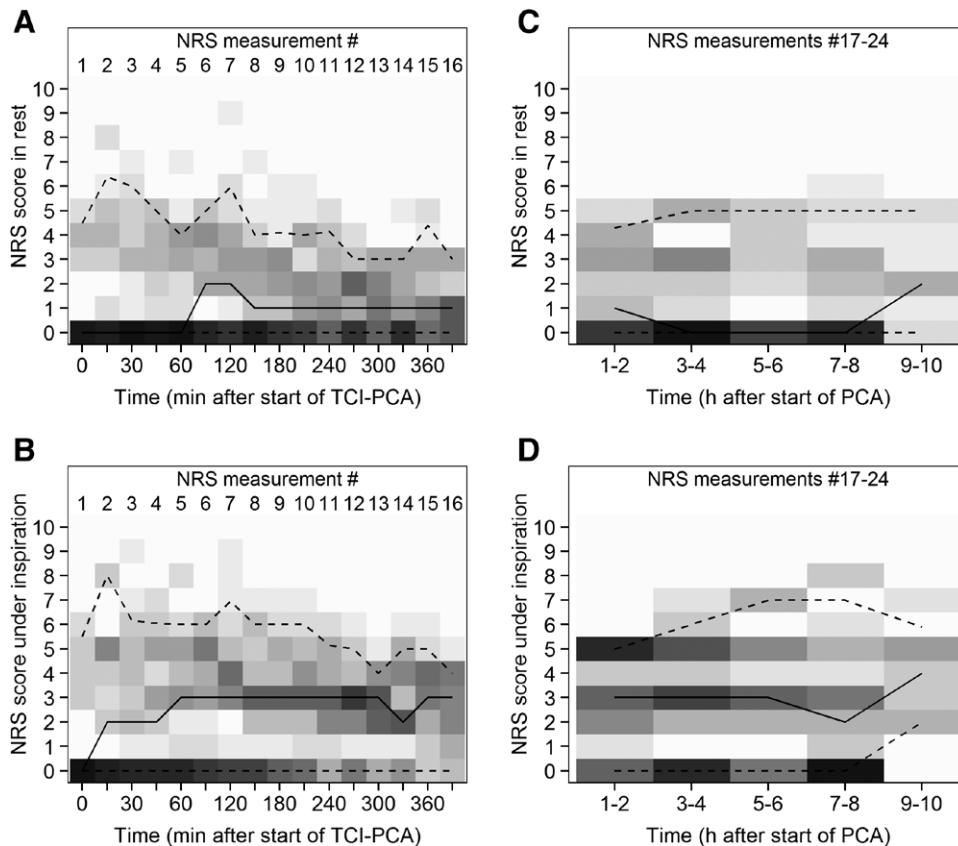 A
NRS measurement #
1 2 3 4 5 6 7 8 9 10 11 12 13 14 15 16
NRS score in rest
10
9
8
7
6
5
4
3
2
1
0
0 30 60 120 180 240 300 360
Time (min after start of TCI-PCA)
C
NRS measurements #17-24
NRS score in rest
10
9
8
7
6
5
4
3
2
1
0
1-2 3-4 5-6 7-8 9-10
Time (h after start of PCA)
B
NRS measurement #
1 2 3 4 5 6 7 8 9 10 11 12 13 14 15 16
NRS score under inspiration
10
9
8
7
6
5
4
3
2
1
0
0 30 60 120 180 240 300 360
Time (min after start of TCI-PCA)
D
NRS measurements #17-24
NRS score under inspiration
10
9
8
7
6
5
4
3
2
1
0
1-2 3-4 5-6 7-8 9-10
Time (h after start of PCA)